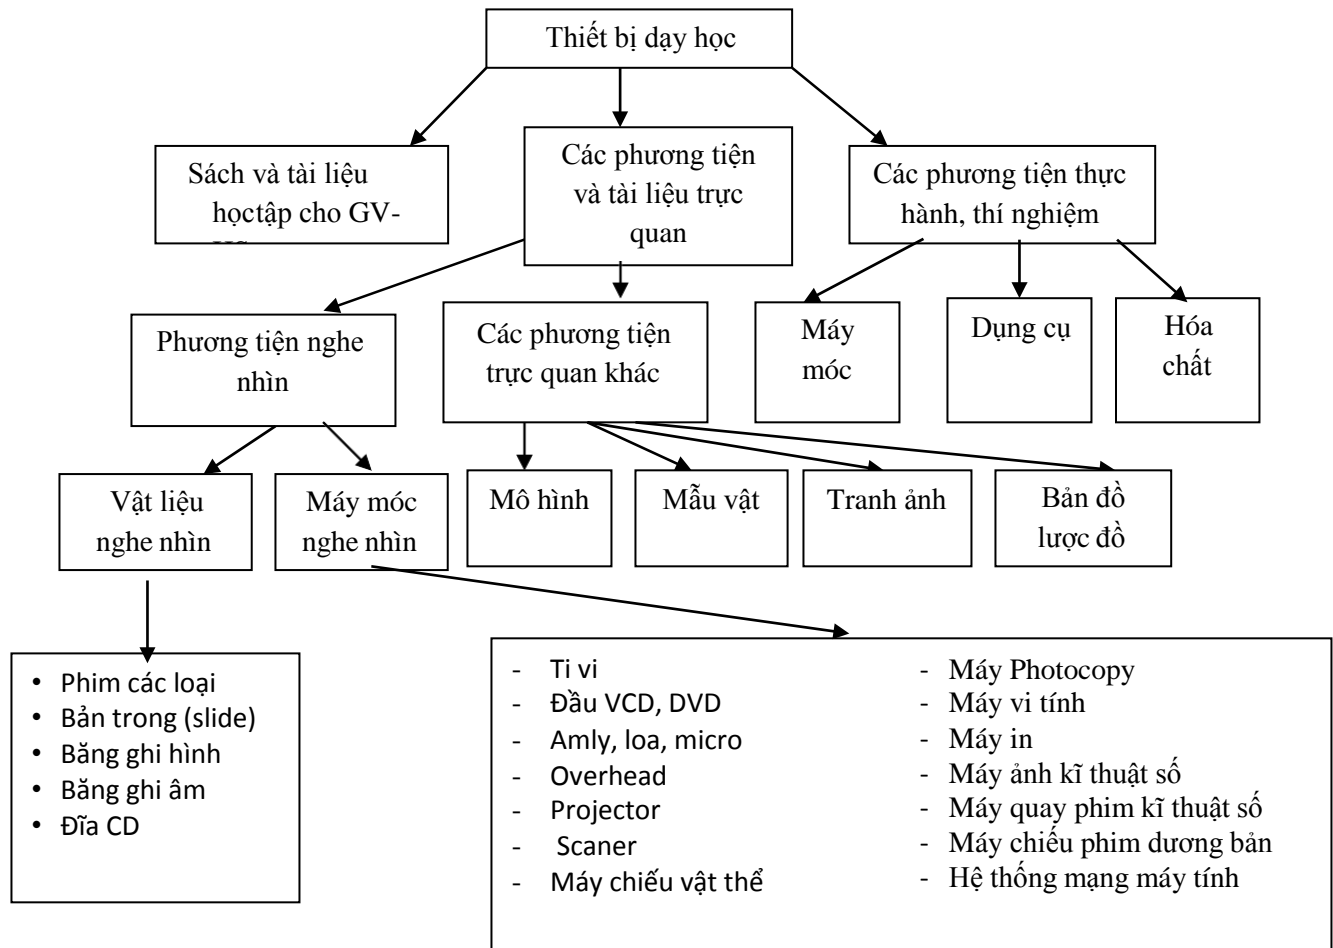 Thiết bị dạy học
Sách và tài liệu
họctập cho GV-
Các phương tiện
và tài liệu trực
quan
Các phương tiện thực
hành, thí nghiệm
Phương tiện nghe
nhìn
Các phương tiện
trực quan khác
Máy
móc
Dụng cụ
Hóa
chất
Vật liệu
nghe nhìn
Máy móc
nghe nhìn
Mô hình
Mẫu vật
Tranh ảnh
Bản đồ
lược đồ
• Phim các loại
• Bản trong (slide)
• Băng ghi hình
• Băng ghi âm
• Đĩa CD
- Ti vi
- Đầu VCD, DVD
- Amly, loa, micro
- Overhead
- Projector
- Scaner
- Máy chiếu vật thể
- Máy Photocopy
- Máy vi tính
- Máy in
- Máy ảnh kĩ thuật số
- Máy quay phim kĩ thuật số
- Máy chiếu phim dương bản
- Hệ thống mạng máy tính